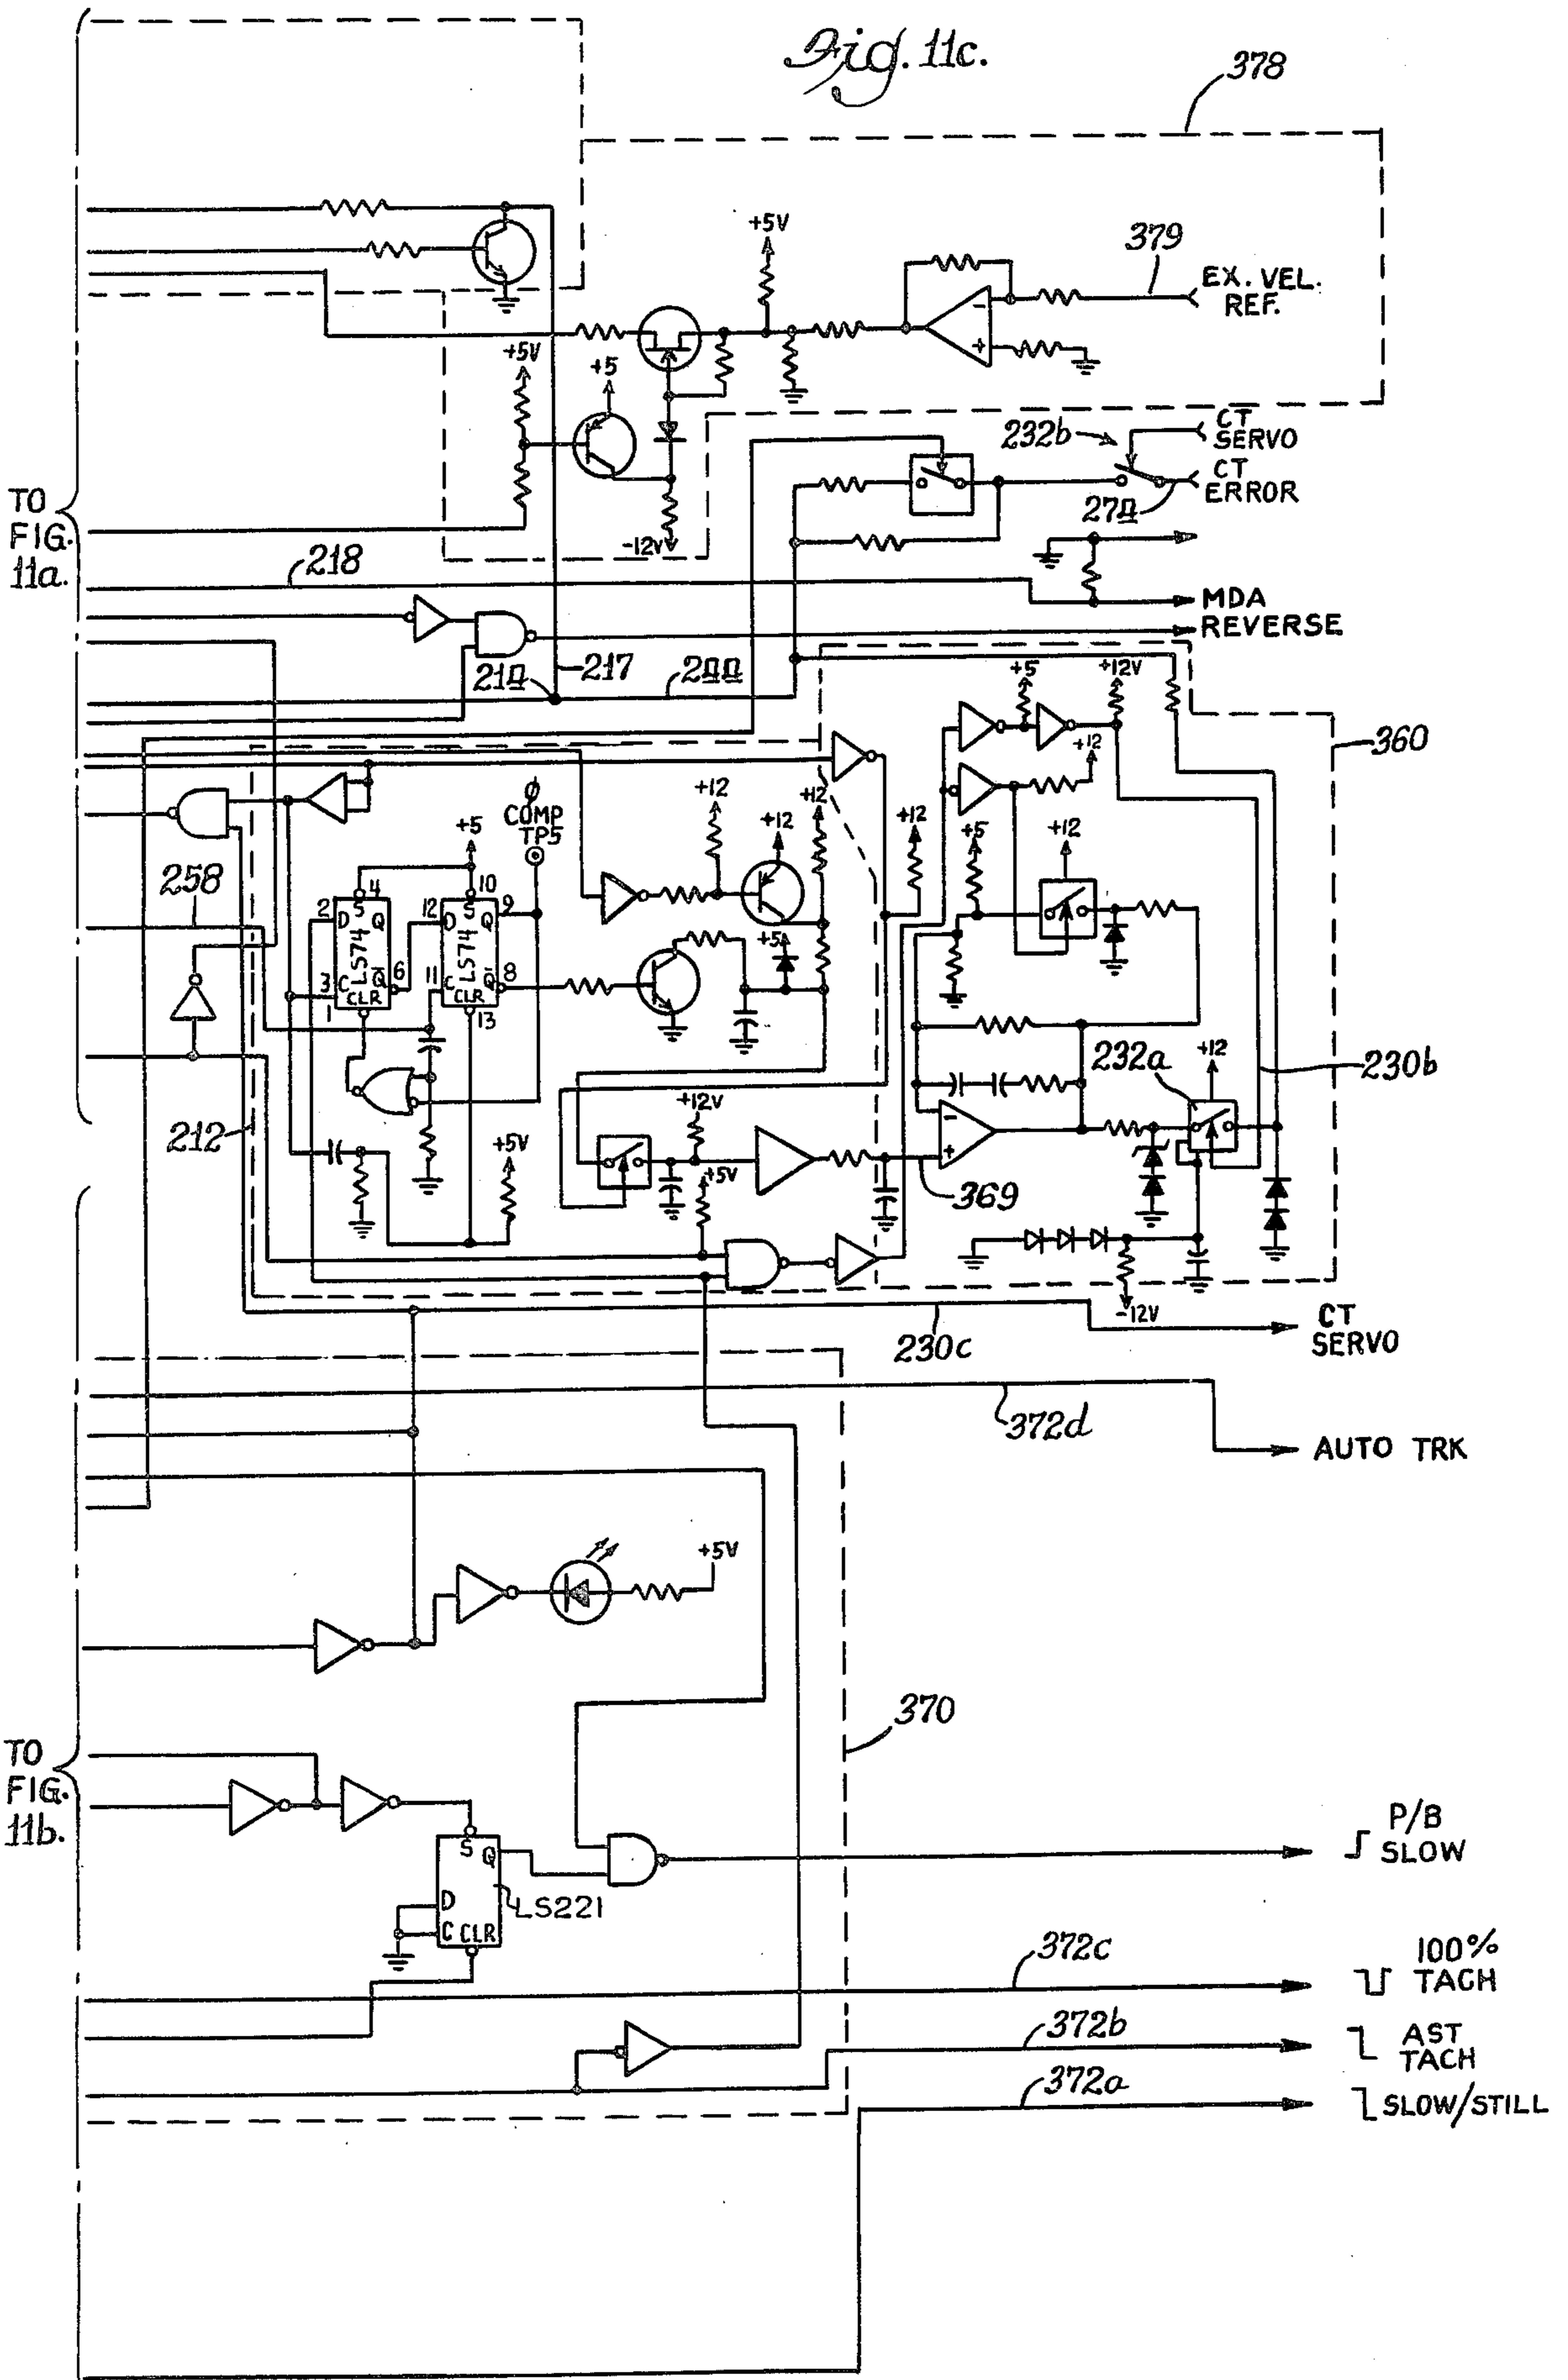 Fig. 11c.
378
+5V
379
EX. VEL.
REF.
+5V
+5
232b
CT
SERVO
CT
ERROR
274
-12V
TO
FIG.
11a.
218
MDA
REVERSE
217
214
244
+5
+12V
360
+12
φ
COMP
TP5
+12
+12
+12
+5
+12
+5
+12
258
4
10
2
D
S
Q
12
D
S
Q
9
LS74
LS74
3
C
Q
6
11
C
Q
8
CLR
CLR
1
13
+5
232a
+12
230b
212
+12V
+5V
+5V
369
-12V
230c
CT
SERVO
372d
AUTO TRK
+5V
370
TO
FIG.
11b.
P/B
SLOW
S
Q
D
LS221
C
CLR
372c
100%
TACH
372b
AST
TACH
372a
SLOW/STILL